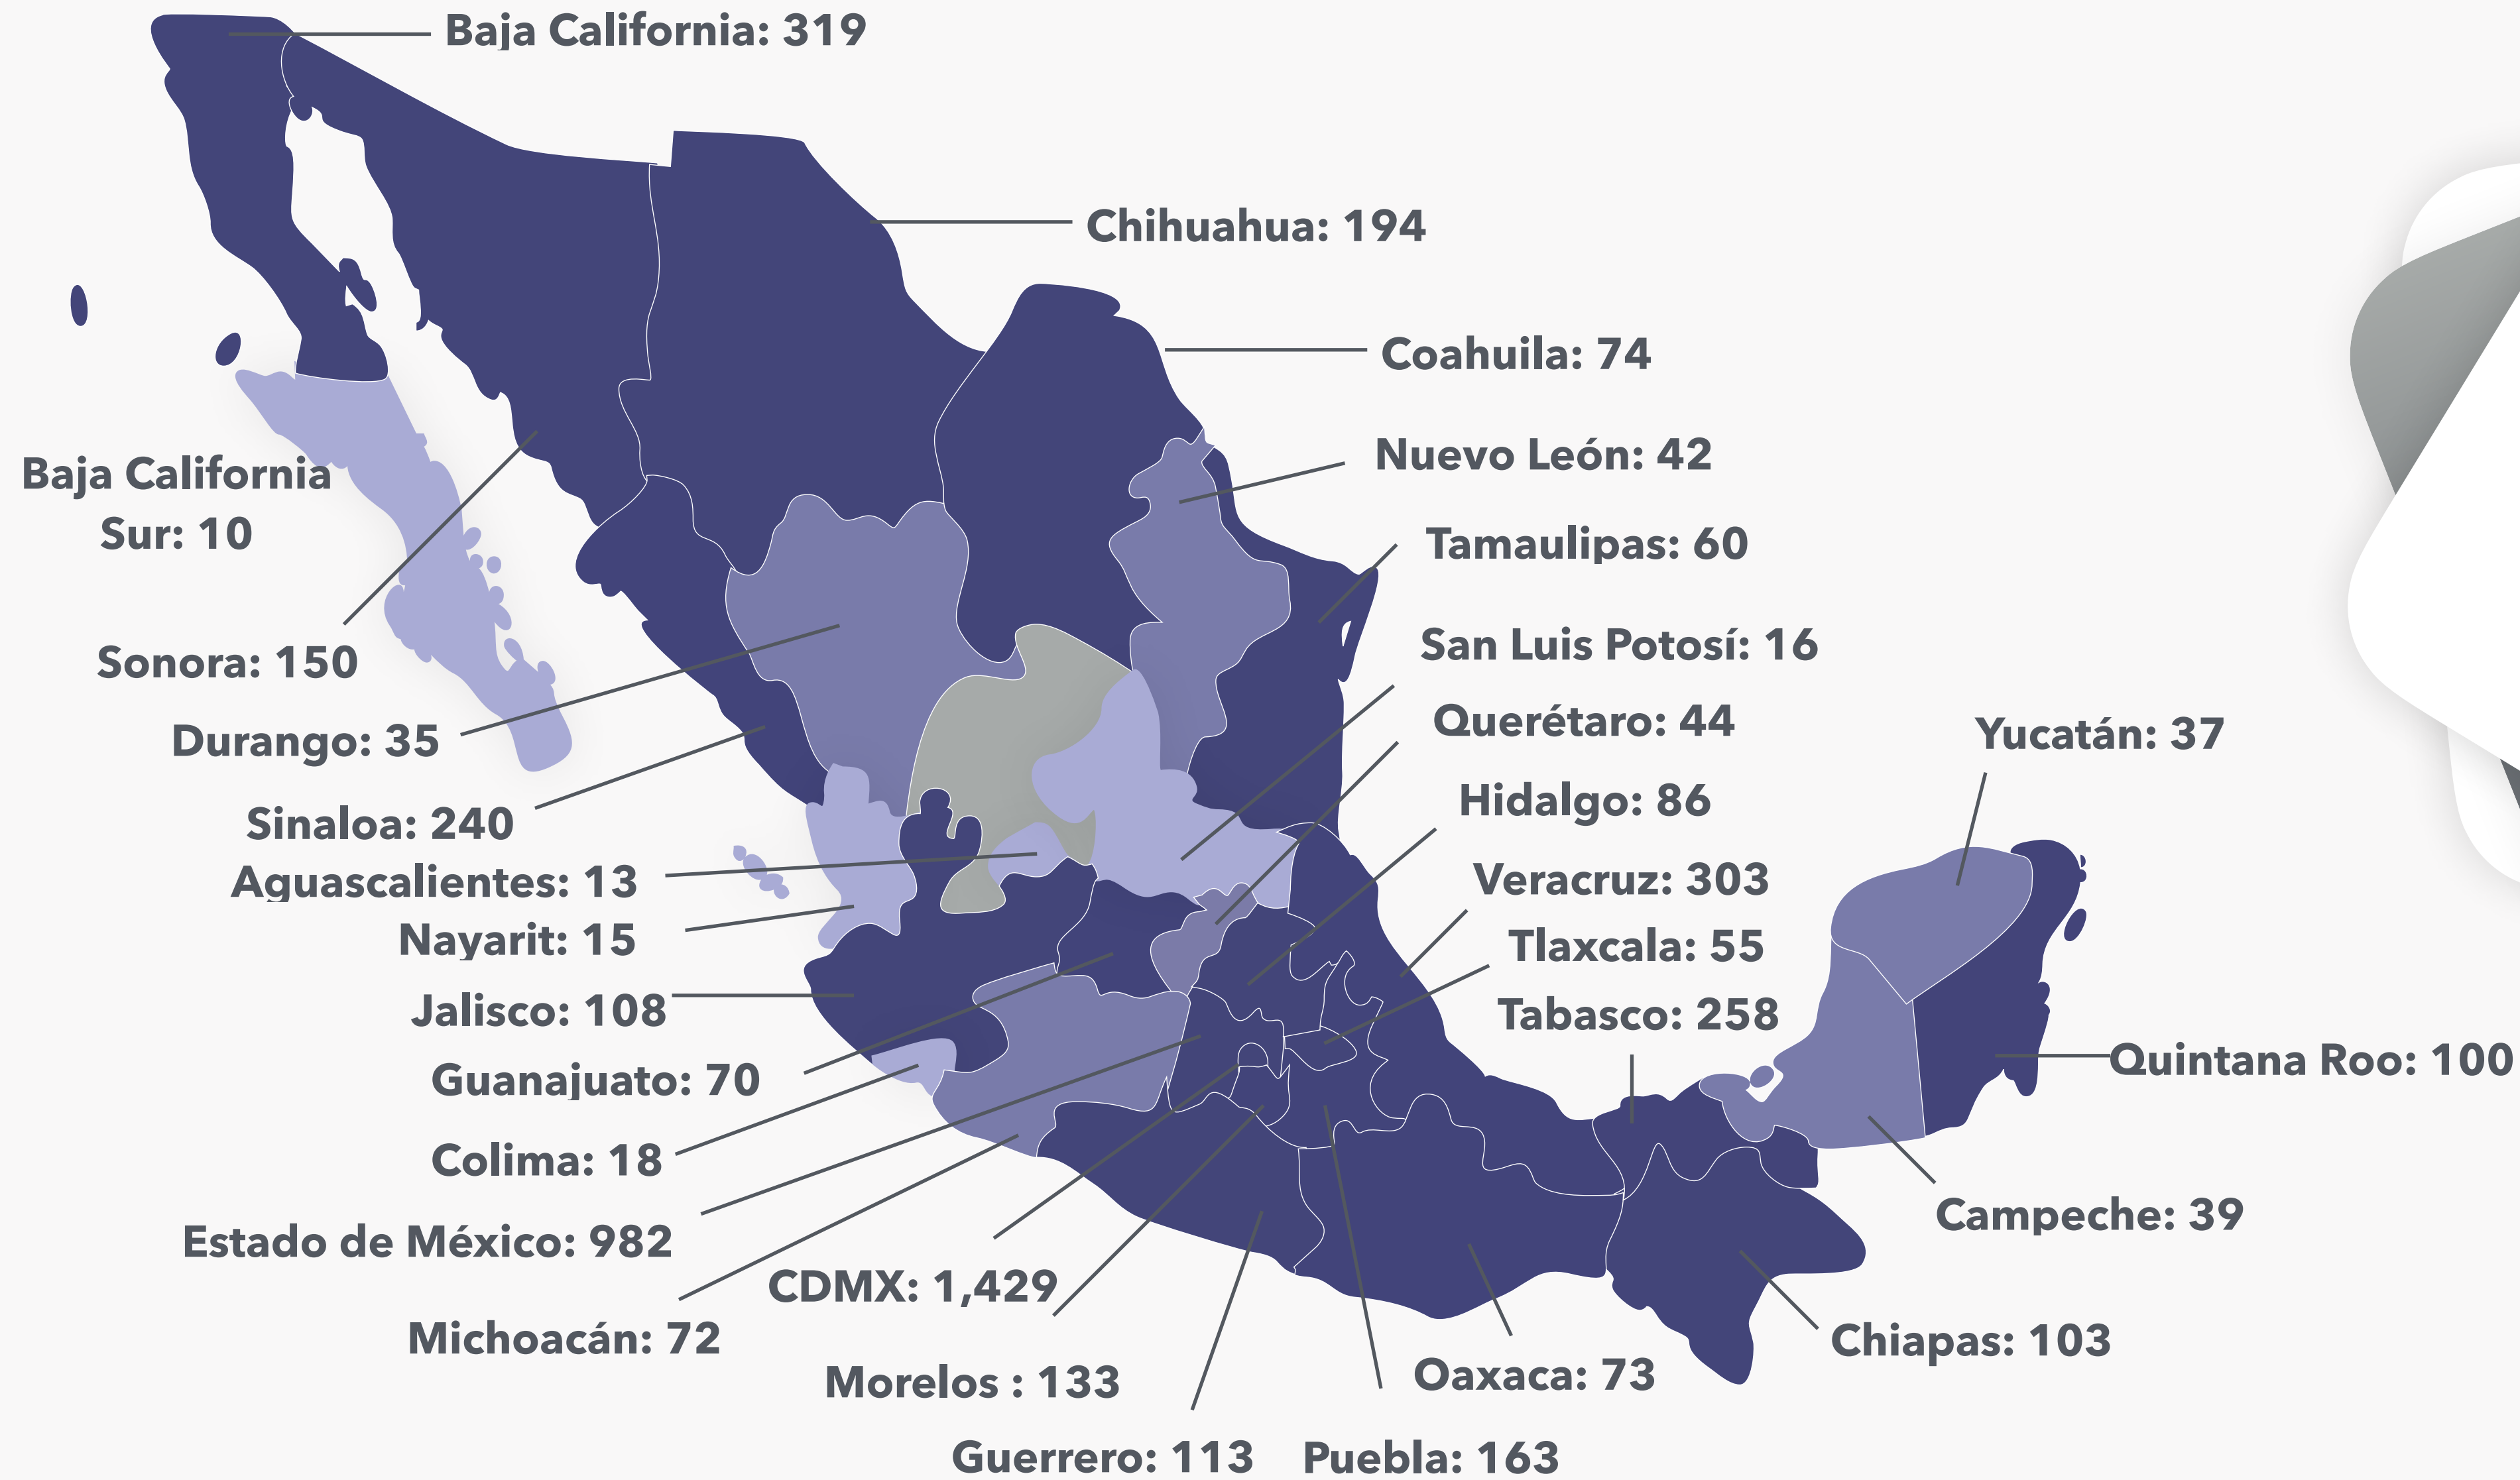 Baja California: 319
Chihuahua: 194
Coahuila: 74
Nuevo León: 42
Baja California
Sur: 10
Tamaulipas: 60
San Luis Potosí: 16
Sonora: 150
Querétaro: 44
Yucatán: 37
Durango: 35
Hidalgo: 86
Sinaloa: 240
Veracruz: 303
Aguascalientes: 13
Nayarit: 15
Tlaxcala: 55
Jalisco: 108
Tabasco: 258
Quintana Roo: 100
Guanajuato: 70
Colima: 18
Campeche: 39
Estado de México: 982
CDMX: 1,429
Michoacán: 72
Chiapas: 103
Morelos : 133
Oaxaca: 73
Guerrero: 113
Puebla: 163